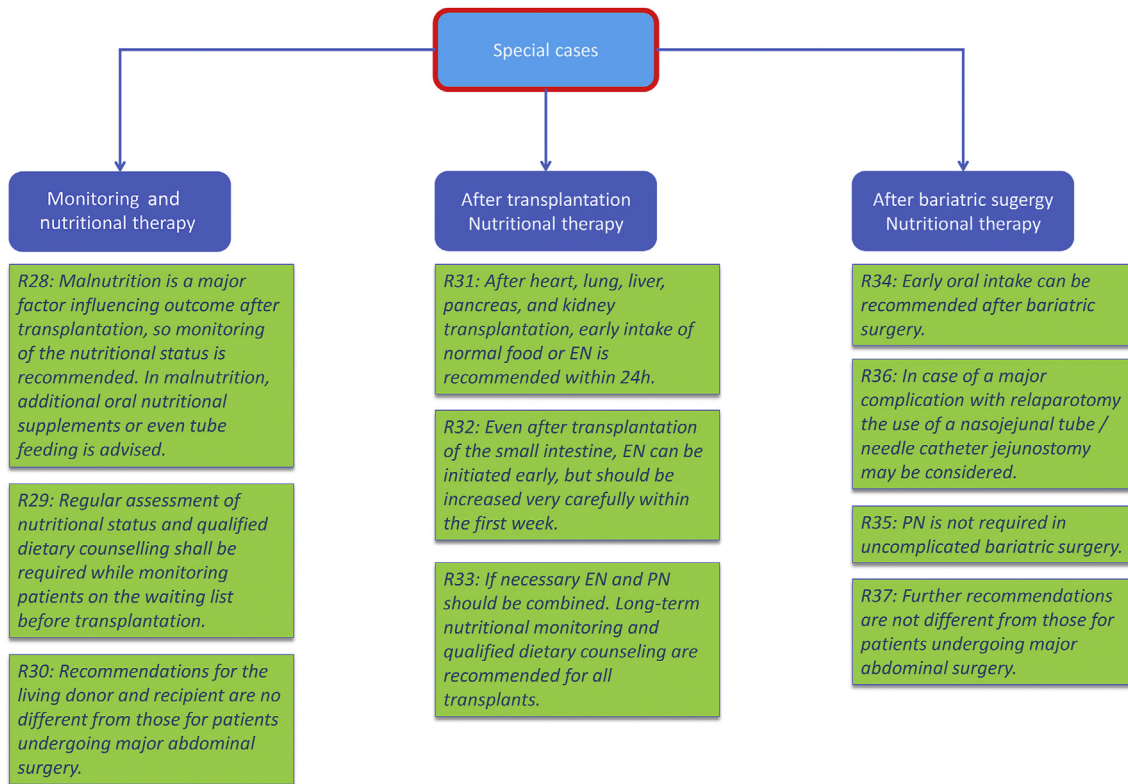 Special cases
Monitoring and
nutritional therapy
R28: Malnutrition is a major
factor influencing outcome after
transplantation, so monitoring
of the nutritional status is
recommended. In malnutrition,
additional oral nutritional
supplements or even tube
feeding is advised.
R29: Regular assessment of
nutritional status and qualified
dietary counselling shall be
required while monitoring
patients on the waiting list
before transplantation.
R30: Recommendations for the
living donor and recipient are no
different from those for patients
undergoing major abdominal
surgery.
After transplantation
Nutritional therapy
R31: After heart, lung, liver,
pancreas, and kidney
transplantation, early intake of
normal food or EN is
recommended within 24h.
R32: Even after transplantation
of the small intestine, EN can be
initiated early, but should be
increased very carefully within
the first week.
R33: If necessary EN and PN
should be combined. Long-term
nutritional monitoring and
qualified dietary counseling are
recommended for all
transplants.
After bariatric sugergy
Nutritional therapy
R34: Early oral intake can be
recommended after bariatric
surgery.
R36: In case of a major
complication with relaparotomy
the use of a nasojejunal tube /
needle catheter jejunostomy
may be considered.
R35: PN is not required in
uncomplicated bariatric surgery.
R37: Further recommendations
are not different from those for
patients undergoing major
abdominal surgery.